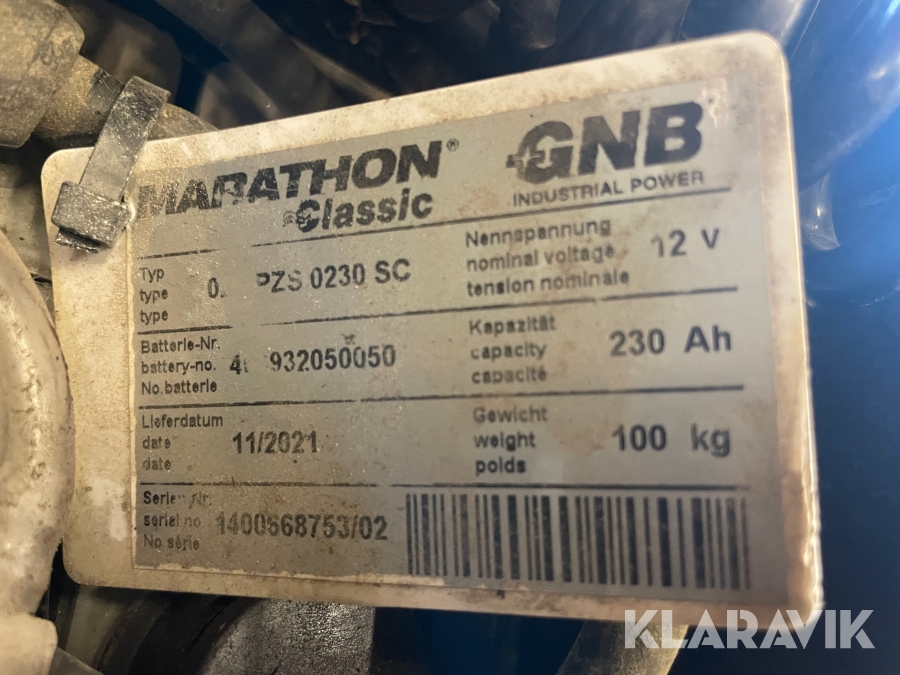 MARATHON®
Classic
GNB
INDUSTRIAL POWER
Typ
type
type
PZS 0230 SC
Nennspannung
nominal voltage
tension nominale
12 V
Batterie-Nr.
battery-no.
No.batterie
932050050
Kapazität
capacity
capacité
230 Ah
Lieferdatum
date
date
11/2021
Gewicht
weight
poids
100 kg
Serien-Nr.
serial no
No.série
KLARAVIK